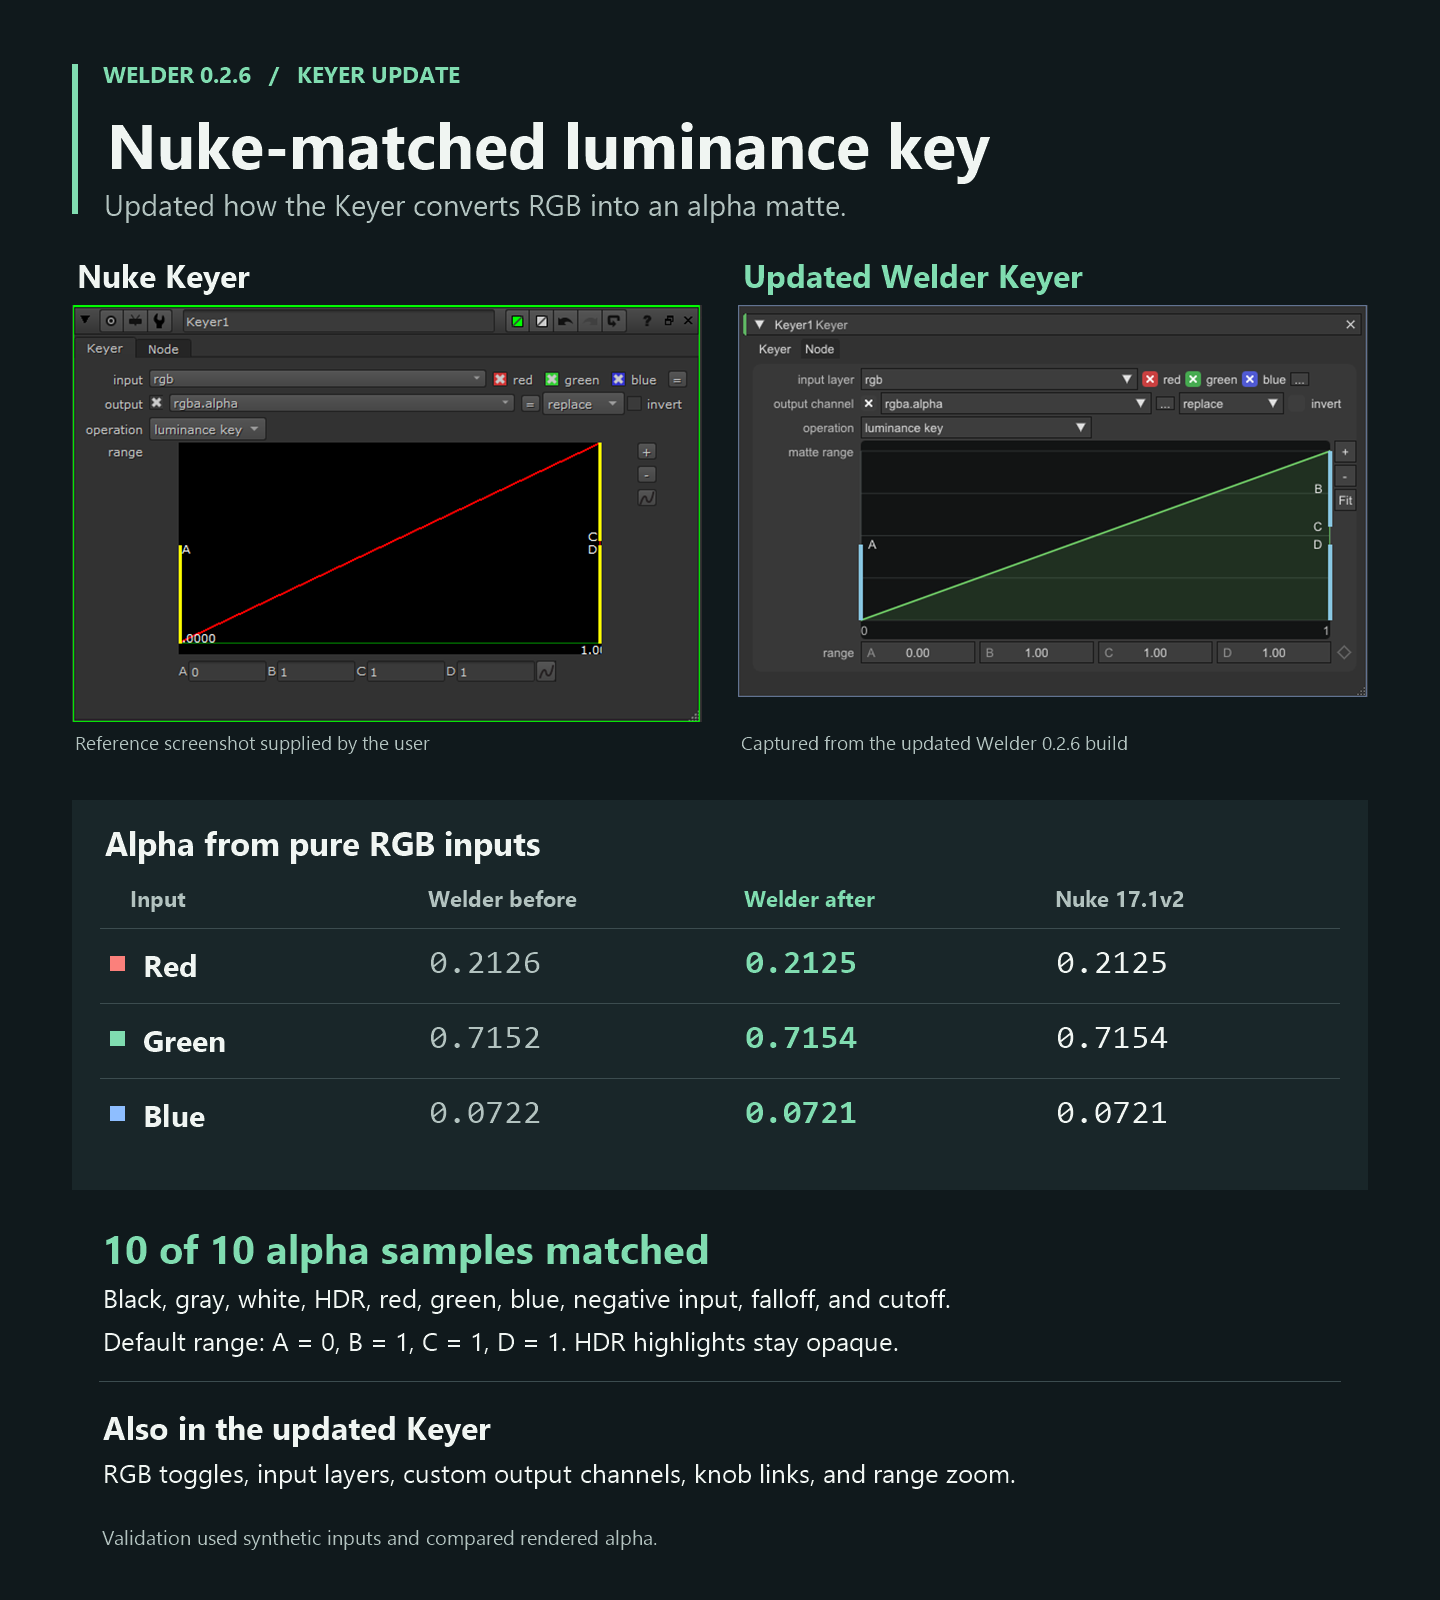 WELDER 0.2.6 / KEYER UPDATE
Nuke-matched luminance key
Updated how the Keyer converts RGB into an alpha matte.
Nuke Keyer
Keyer1
?
Keyer Node
input rgb red green blue =
output rgba.alpha = replace invert
operation luminance key
range
+
-
A
C
D
.0000
1.00
A 0 B 1 C 1 D 1
Reference screenshot supplied by the user
Updated Welder Keyer
Keyer1 Keyer
Keyer Node
input layer rgb red green blue ...
output channel rgba.alpha ... replace invert
operation luminance key
matte range
+
-
Fit
B
C
A
D
0 1
range A 0.00 B 1.00 C 1.00 D 1.00
Captured from the updated Welder 0.2.6 build
Alpha from pure RGB inputs
Input Welder before Welder after Nuke 17.1v2
Red 0.2126 0.2125 0.2125
Green 0.7152 0.7154 0.7154
Blue 0.0722 0.0721 0.0721
10 of 10 alpha samples matched
Black, gray, white, HDR, red, green, blue, negative input, falloff, and cutoff.
Default range: A = 0, B = 1, C = 1, D = 1. HDR highlights stay opaque.
Also in the updated Keyer
RGB toggles, input layers, custom output channels, knob links, and range zoom.
Validation used synthetic inputs and compared rendered alpha.